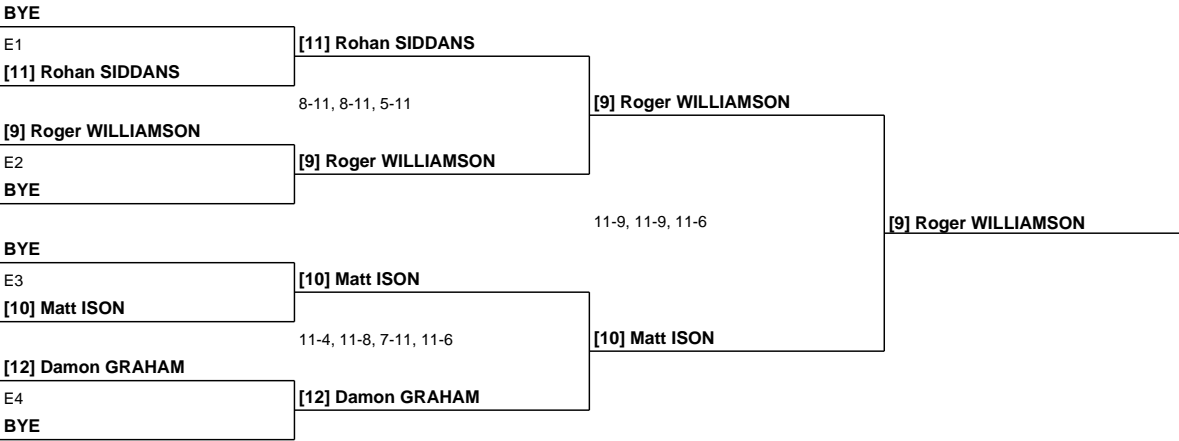 BYE
E1
[11] Rohan SIDDANS
[11] Rohan SIDDANS
8-11, 8-11, 5-11
[9] Roger WILLIAMSON
[9] Roger WILLIAMSON
E2
[9] Roger WILLIAMSON
BYE
11-9, 11-9, 11-6
[9] Roger WILLIAMSON
BYE
E3
[10] Matt ISON
[10] Matt ISON
11-4, 11-8, 7-11, 11-6
[10] Matt ISON
[12] Damon GRAHAM
E4
[12] Damon GRAHAM
BYE